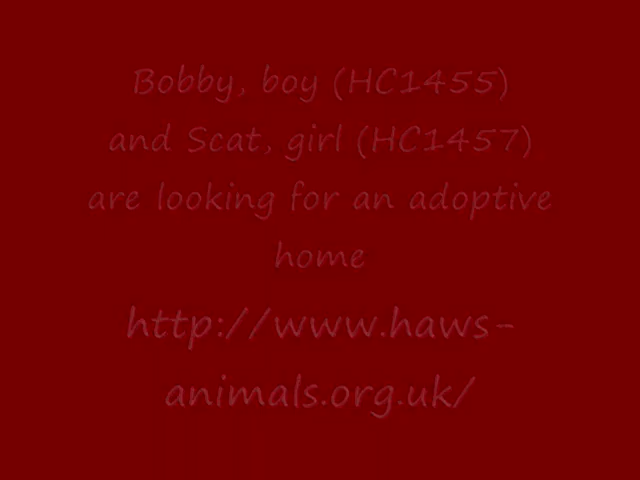 Bobby, boy (HC1455)
and Scat, girl (HC1457)
are looking for an adoptive
home
http://www.haws-
animals.org.uk/